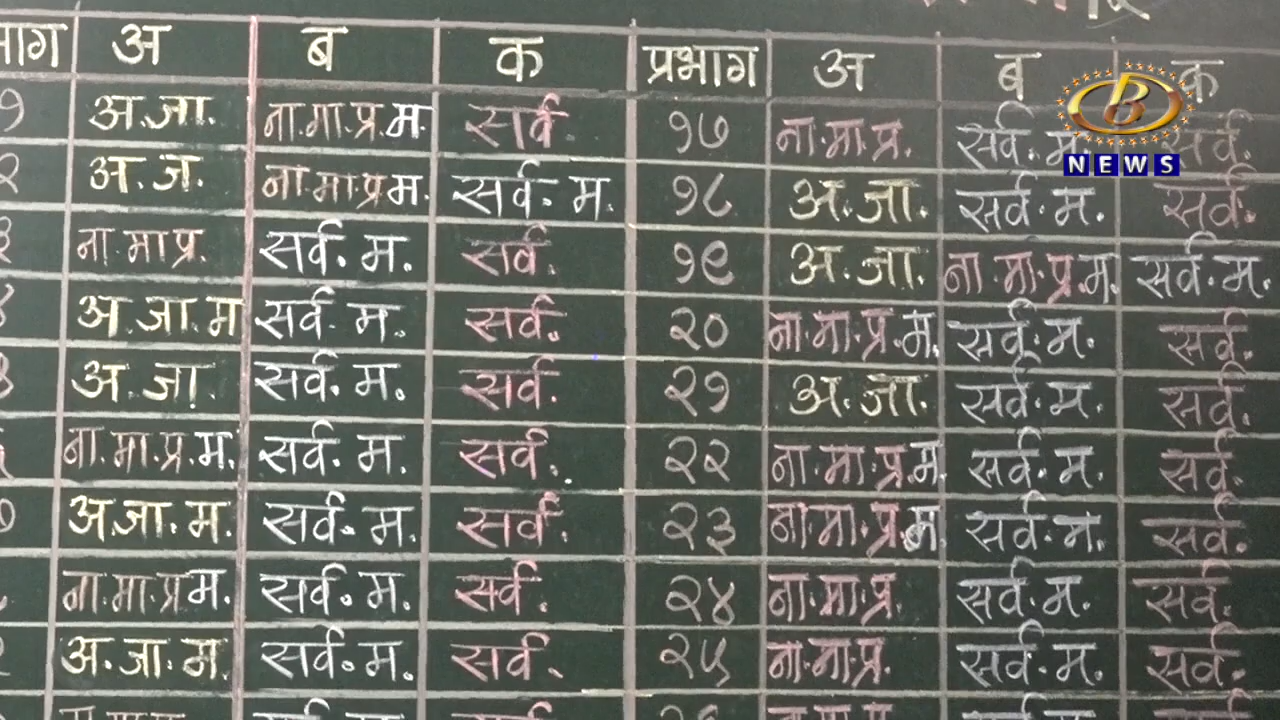 अ ब क प्रभाग अ ब क
अ.जा. ना.मा.प्र.म. सर्व. १७ ना.मा.प्र. सर्व. म. सर्व.
अ.ज. ना.मा.प्र.म. सर्व. म. १८ अ.जा. सर्व. म. सर्व.
ना.मा.प्र. सर्व. म. सर्व. १९ अ.जा. ना.मा.प्र.म. सर्व. म.
अ.जा.म सर्व. म. सर्व. २० ना.मा.प्र.म. सर्व. म. सर्व.
अ.जा. सर्व. म. सर्व. २१ अ.जा. सर्व. म. सर्व.
ना.मा.प्र.म. सर्व. म. सर्व. २२ ना.मा.प्र.म. सर्व. म. सर्व.
अ.जा.म. सर्व. म. सर्व. २३ ना.मा.प्र.म. सर्व. म. सर्व.
ना.मा.प्र.म. सर्व. म. सर्व. २४ ना.मा.प्र. सर्व. म. सर्व.
अ.जा.म. सर्व. म. सर्व. २५ ना.मा.प्र. सर्व. म. सर्व.
B
NEWS